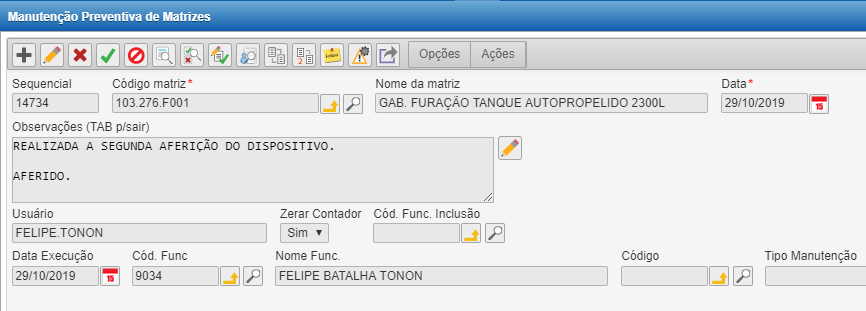 Manutenção Preventiva de Matrizes
Opções Ações
Sequencial Código matriz* Nome da matriz Data*
14734 103.276.F001 GAB. FURAÇÃO TANQUE AUTOPROPELIDO 2300L 29/10/2019 15
Observações (TAB p/sair)
REALIZADA A SEGUNDA AFERIÇÃO DO DISPOSITIVO.
AFERIDO.
Usuário Zerar Contador Cód. Func. Inclusão
FELIPE.TONON Sim
Data Execução Cód. Func Nome Func. Código Tipo Manutenção
29/10/2019 15 9034 FELIPE BATALHA TONON